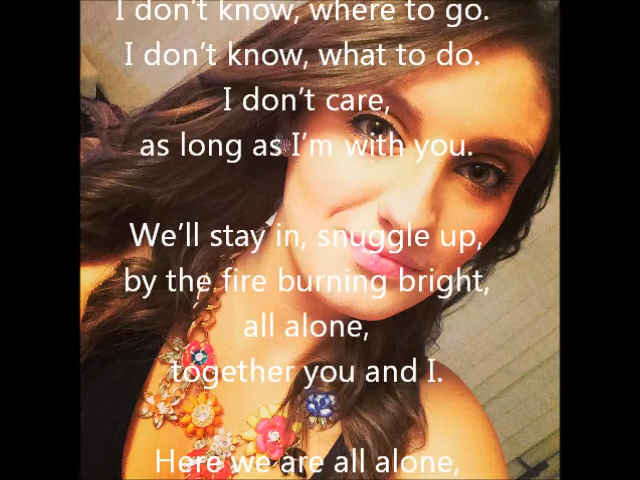 I don't know, where to go.
I don't know, what to do.
I don't care,
as long as I'm with you.
We'll stay in, snuggle up,
by the fire burning bright,
all alone,
together you and I.
Here we are all alone,